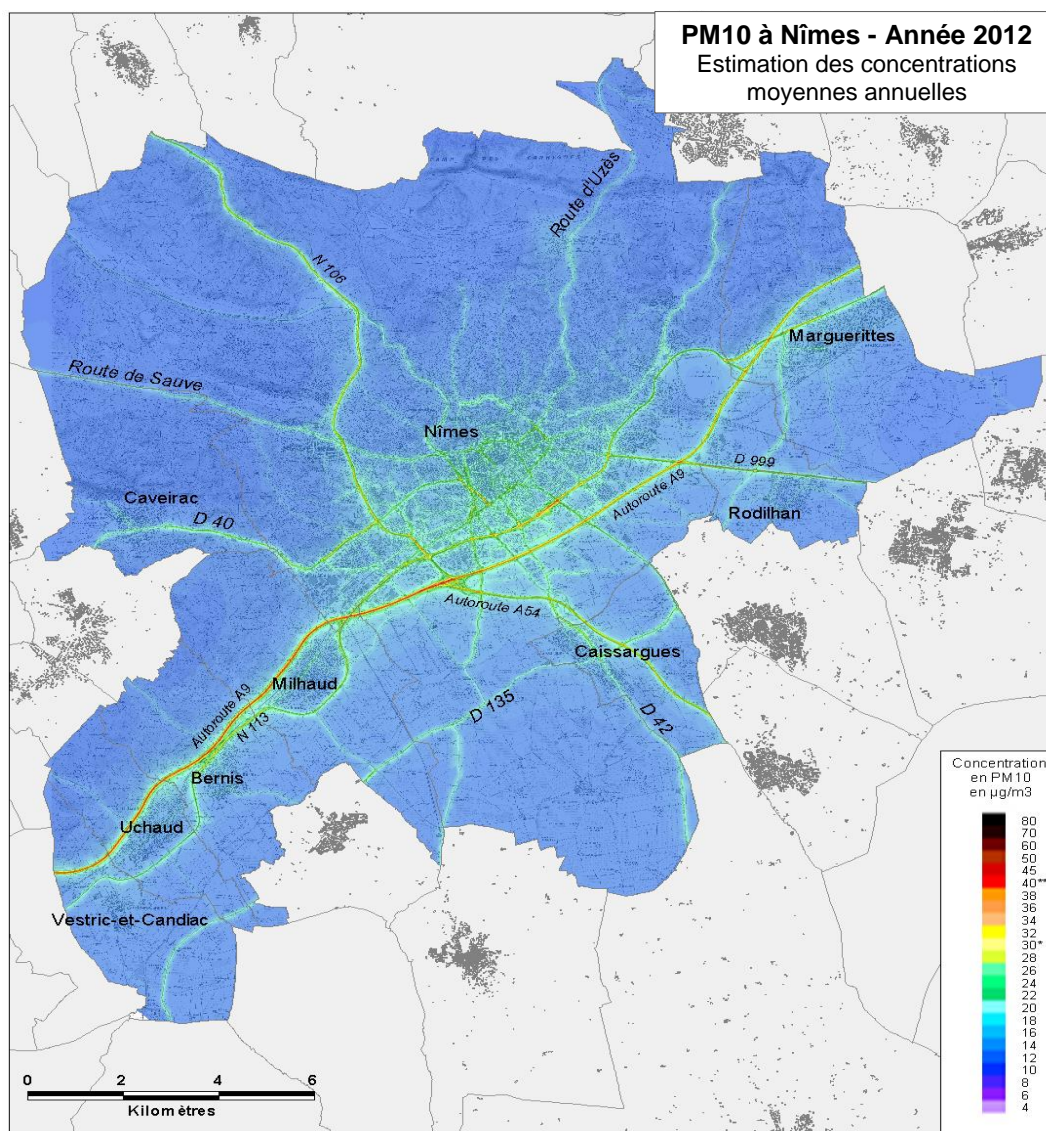 PM10 à Nîmes - Année 2012
Estimation des concentrations
moyennes annuelles
Route d'Uzès
N 106
Marguerittes
Route de Sauve
Nîmes
D 999
Autoroute A9
Caveirac
D 40
Rodilhan
Autoroute A54
Caissargues
Milhaud
Autoroute A9
D 135
D 42
N 113
Bernis
Uchaud
Vestric-et-Candiac
Concentration
en PM10
en µg/m3
80
70
60
50
45
40**
38
36
34
32
30*
28
26
24
22
20
18
16
14
12
10
8
6
4
0 2 4 6
Kilomètres